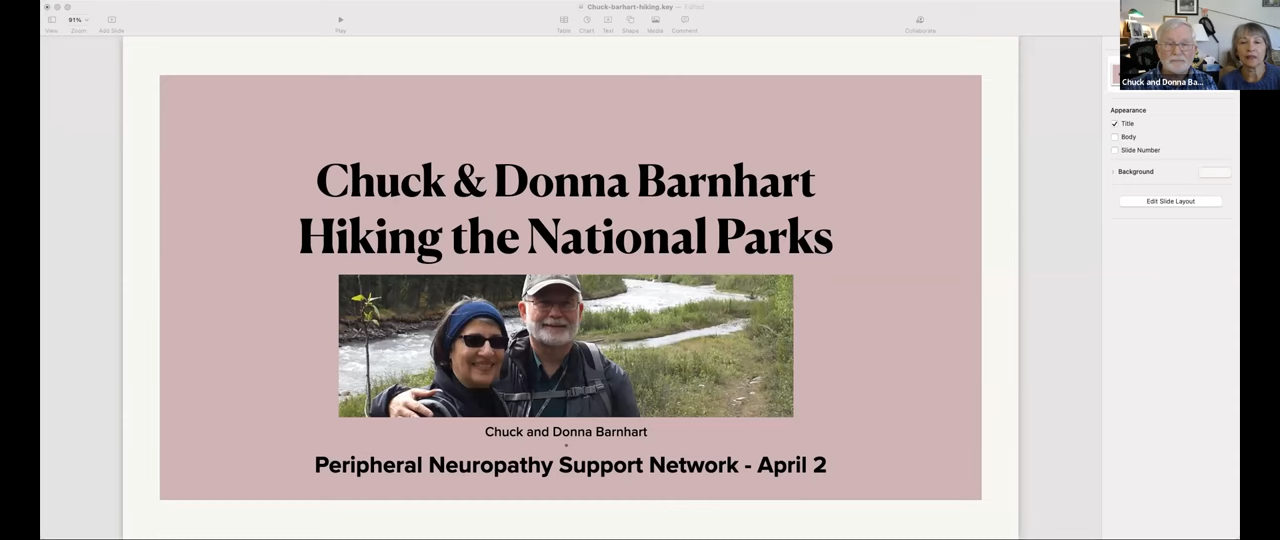 Chuck-barhart-hiking.key — Edited
91%
View
Zoom
Add Slide
Play
Table
Chart
Text
Shape
Media
Comment
Collaborate
Chuck and Donna Ba...
Appearance
Title
Body
Slide Number
Background
Edit Slide Layout
Chuck & Donna Barnhart
Hiking the National Parks
Chuck and Donna Barnhart
Peripheral Neuropathy Support Network - April 2